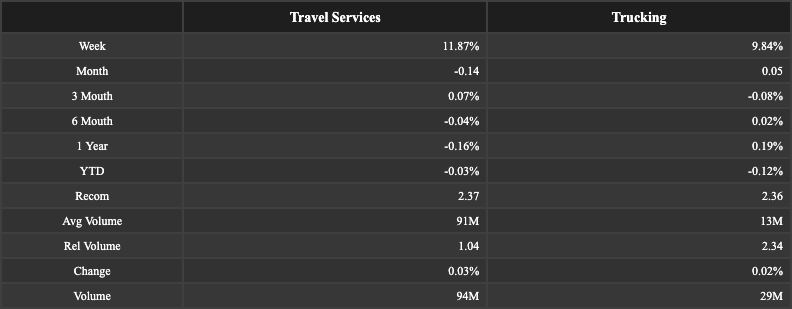 Travel Services Trucking
Week 11.87% 9.84%
Month -0.14 0.05
3 Mouth 0.07% -0.08%
6 Mouth -0.04% 0.02%
1 Year -0.16% 0.19%
YTD -0.03% -0.12%
Recom 2.37 2.36
Avg Volume 91M 13M
Rel Volume 1.04 2.34
Change 0.03% 0.02%
Volume 94M 29M